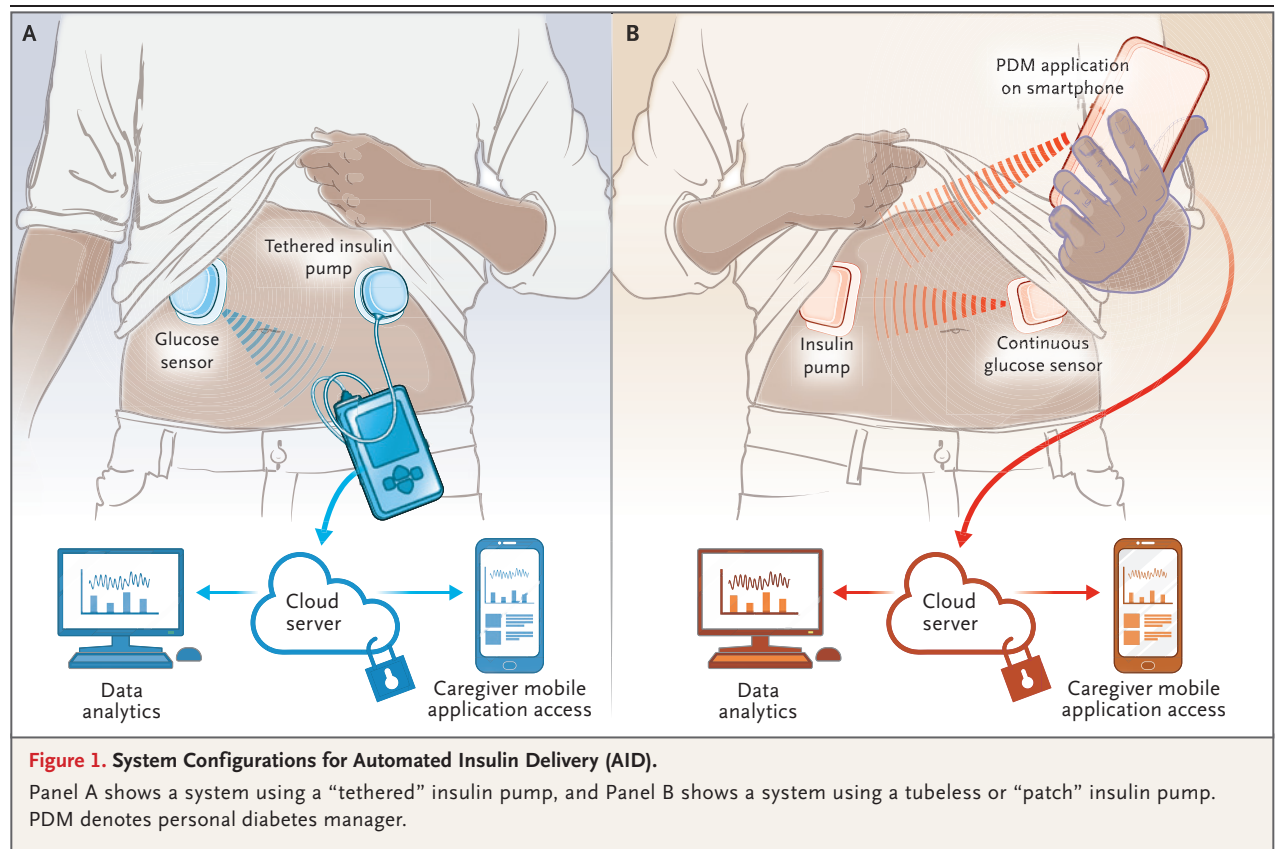 A
Tethered insulin
pump
Glucose
sensor
Cloud
server
Data
analytics
Caregiver mobile
application access
B
PDM application
on smartphone
Insulin
pump
Continuous
glucose sensor
Cloud
server
Data
analytics
Caregiver mobile
application access
Figure 1. System Configurations for Automated Insulin Delivery (AID).
Panel A shows a system using a “tethered” insulin pump, and Panel B shows a system using a tubeless or “patch” insulin pump.
PDM denotes personal diabetes manager.